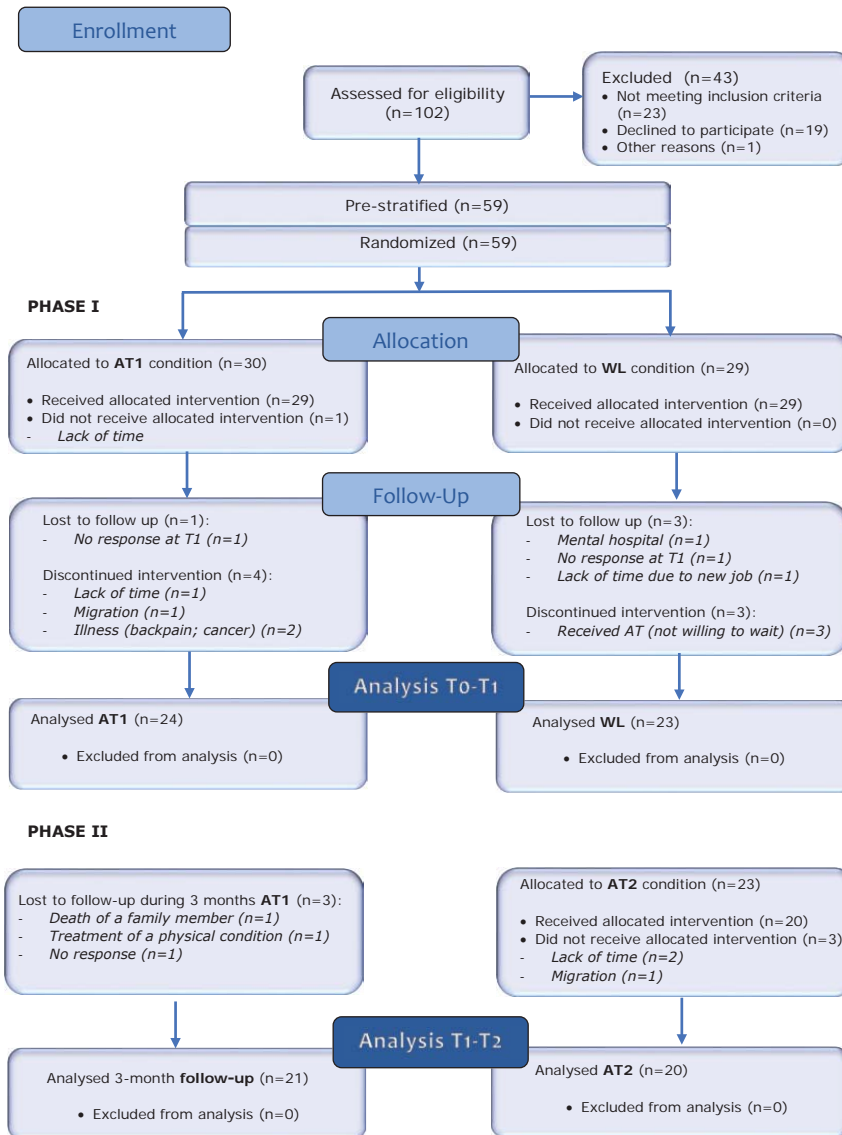 Enrollment
Assessed for eligibility
(n=102)
Excluded (n=43)
• Not meeting inclusion criteria
(n=23)
• Declined to participate (n=19)
• Other reasons (n=1)
Pre-stratified (n=59)
Randomized (n=59)
PHASE I
Allocation
Allocated to AT1 condition (n=30)
• Received allocated intervention (n=29)
• Did not receive allocated intervention (n=1)
- Lack of time
Allocated to WL condition (n=29)
• Received allocated intervention (n=29)
• Did not receive allocated intervention (n=0)
Follow-Up
Lost to follow up (n=1):
- No response at T1 (n=1)
Discontinued intervention (n=4):
- Lack of time (n=1)
- Migration (n=1)
- Illness (backpain; cancer) (n=2)
Lost to follow up (n=3):
- Mental hospital (n=1)
- No response at T1 (n=1)
- Lack of time due to new job (n=1)
Discontinued intervention (n=3):
- Received AT (not willing to wait) (n=3)
Analysis T0-T1
Analysed AT1 (n=24)
• Excluded from analysis (n=0)
Analysed WL (n=23)
• Excluded from analysis (n=0)
PHASE II
Lost to follow-up during 3 months AT1 (n=3):
- Death of a family member (n=1)
- Treatment of a physical condition (n=1)
- No response (n=1)
Allocated to AT2 condition (n=23)
• Received allocated intervention (n=20)
• Did not receive allocated intervention (n=3)
- Lack of time (n=2)
- Migration (n=1)
Analysis T1-T2
Analysed 3-month follow-up (n=21)
• Excluded from analysis (n=0)
Analysed AT2 (n=20)
• Excluded from analysis (n=0)